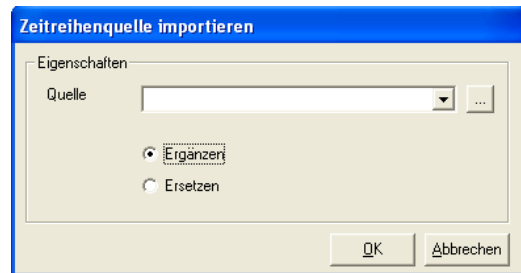 Zeitreihenquelle importieren
Eigenschaften
Quelle
...
Ergänzen
Ersetzen
OK
Abbrechen